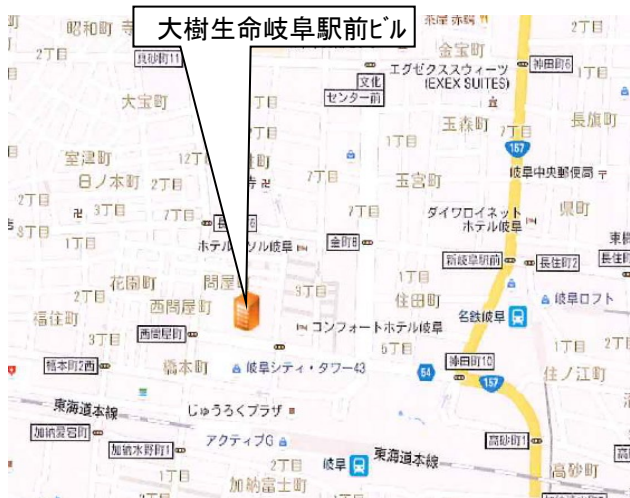 大樹生命岐阜駅前ビル
昭和町
寺
2丁目
真砂町11
金宝町
2丁目
エグゼクススウィーツ
(EXEX SUITES)
神田町6
1丁目
文化
センター前
大宝町
丁目
玉森町
7丁目
長旗町
1丁目
157
室津町
12丁
日ノ本町
2丁目
寺
7丁目
玉宮町
岐阜中央郵便局
2丁目
3丁目
7丁目
7丁目
ダイワロイネット
ホテル岐阜
県町
3丁目
1丁目
金町8
新岐阜駅前
長住町2
花園町
問屋
3丁目
1丁目
2丁目
西問屋町
住田町
岐阜ロフト
福住町
西問屋町
コンフォートホテル岐阜
名鉄岐阜
3丁目
橋本町
5丁目
1丁目
2丁目
橋本町2西
岐阜シティ・タワー43
54
神田町10
157
住ノ江町
東海道本線
じゅうろくプラザ
加納愛宕町
加納水野町1
アクティブG
高砂町1
1丁目
2丁目
岐阜
東海道本線
加納富士町
1丁目
高砂町